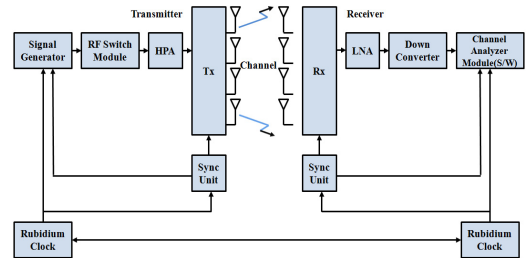 Transmitter
Receiver
Signal
Generator
RF Switch
Module
HPA
Tx
Channel
Rx
LNA
Down
Converter
Channel
Analyzer
Module(S/W)
Sync
Unit
Sync
Unit
Rubidium
Clock
Rubidium
Clock